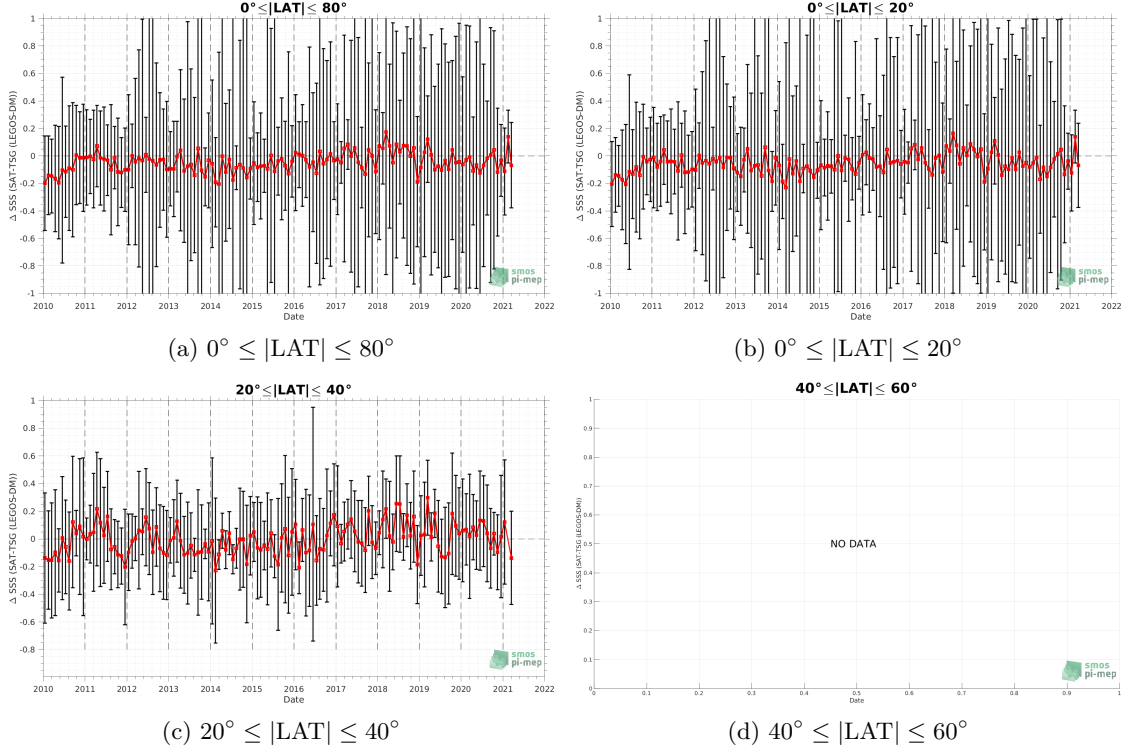 0°≤|LAT|≤ 80°
Δ SSS (SAT-TSG (LEGOS-DM))
1
0.8
0.6
0.4
0.2
0
-0.2
-0.4
-0.6
-0.8
-1
2010 2011 2012 2013 2014 2015 2016 2017 2018 2019 2020 2021 2022
Date
smos
pi-mep
(a) 0° ≤ |LAT| ≤ 80°
0°≤|LAT|≤ 20°
Δ SSS (SAT-TSG (LEGOS-DM))
1
0.8
0.6
0.4
0.2
0
-0.2
-0.4
-0.6
-0.8
-1
2010 2011 2012 2013 2014 2015 2016 2017 2018 2019 2020 2021 2022
Date
smos
pi-mep
(b) 0° ≤ |LAT| ≤ 20°
20°≤|LAT|≤ 40°
Δ SSS (SAT-TSG (LEGOS-DM))
0.8
0.6
0.4
0.2
0
-0.2
-0.4
-0.6
-0.8
2010 2011 2012 2013 2014 2015 2016 2017 2018 2019 2020 2021 2022
Date
smos
pi-mep
(c) 20° ≤ |LAT| ≤ 40°
40°≤|LAT|≤ 60°
Δ SSS (SAT-TSG (LEGOS-DM))
1
0.9
0.8
0.7
0.6
0.5
0.4
0.3
0.2
0.1
0
NO DATA
0 0.1 0.2 0.3 0.4 0.5 0.6 0.7 0.8 0.9 1
Date
smos
pi-mep
(d) 40° ≤ |LAT| ≤ 60°